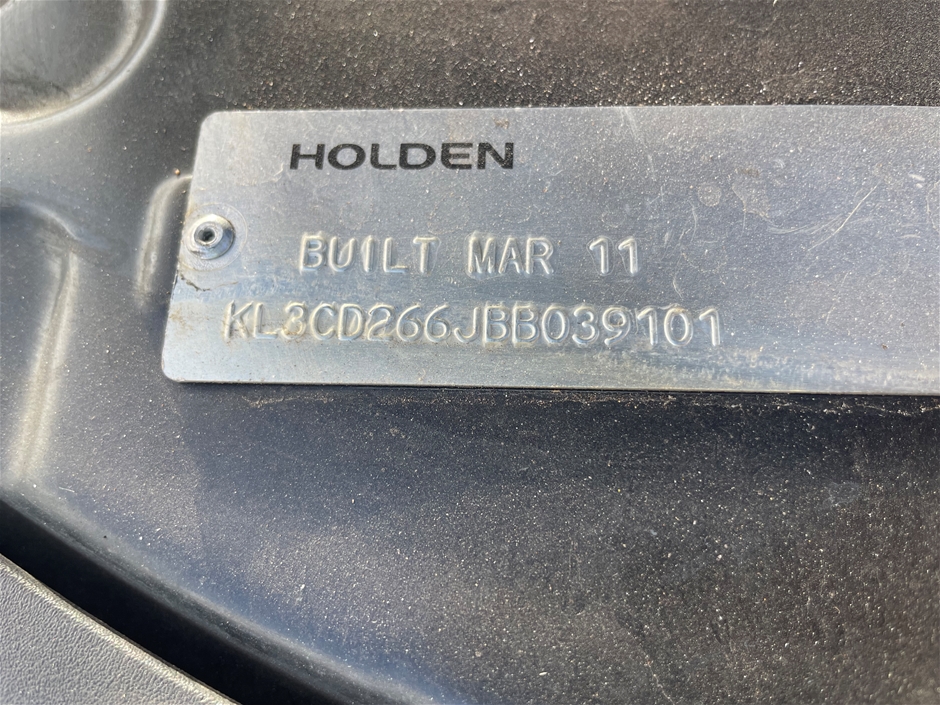 HOLDEN
BUILT MAR 11
KL3CD266JBB039101